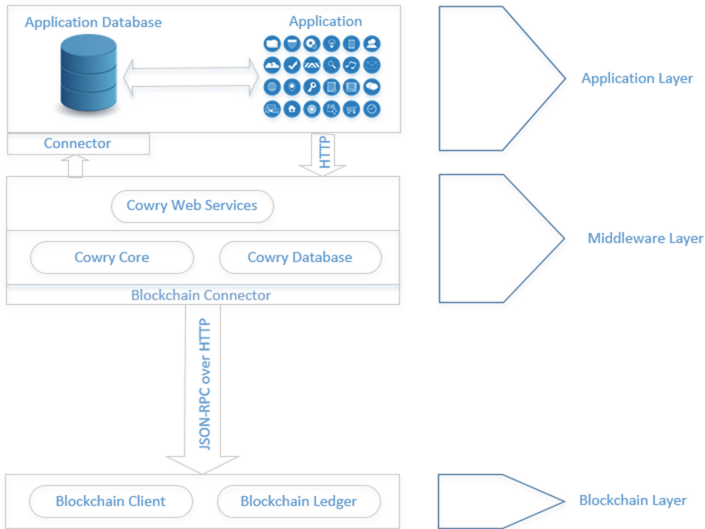 Application Database
Application
Application Layer
Connector
HTTP
Cowry Web Services
Middleware Layer
Cowry Core
Cowry Database
Blockchain Connector
JSON-RPC over HTTP
Blockchain Client
Blockchain Ledger
Blockchain Layer